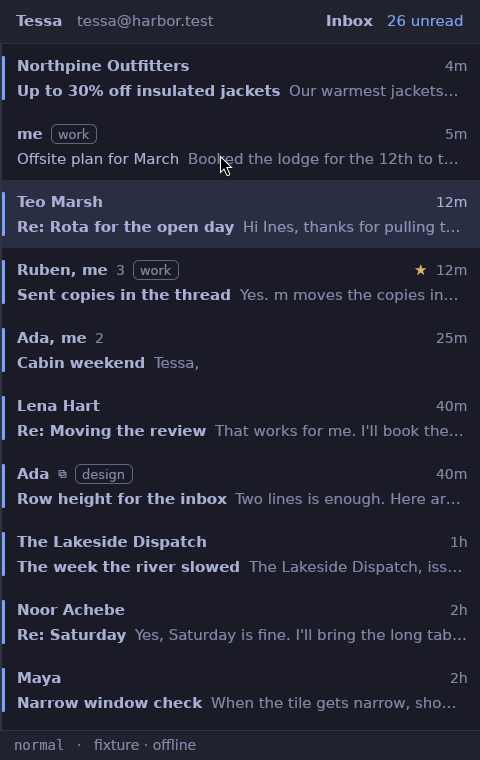 Tessa tessa@harbor.test Inbox 26 unread
Northpine Outfitters 4m
Up to 30% off insulated jackets Our warmest jackets…
me work 5m
Offsite plan for March Booked the lodge for the 12th to t…
Teo Marsh 12m
Re: Rota for the open day Hi Ines, thanks for pulling t…
Ruben, me 3 work ★ 12m
Sent copies in the thread Yes. m moves the copies in…
Ada, me 2 25m
Cabin weekend Tessa,
Lena Hart 40m
Re: Moving the review That works for me. I'll book the…
Ada design 40m
Row height for the inbox Two lines is enough. Here ar…
The Lakeside Dispatch 1h
The week the river slowed The Lakeside Dispatch, iss…
Noor Achebe 2h
Re: Saturday Yes, Saturday is fine. I'll bring the long tab…
Maya 2h
Narrow window check When the tile gets narrow, sho…
normal · fixture · offline